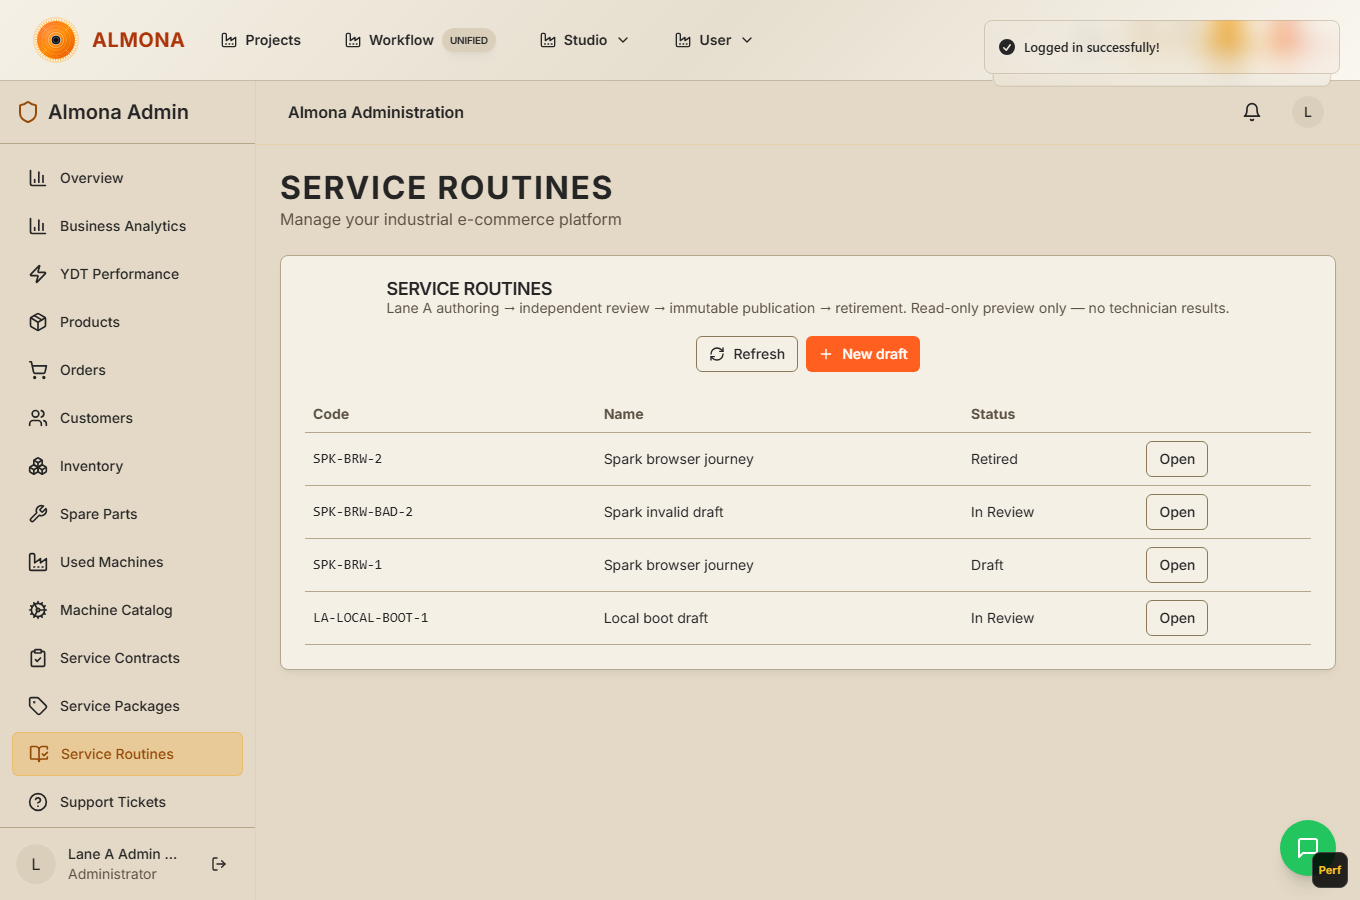 ALMONA
Projects
Workflow UNIFIED
Studio
User
Logged in successfully!
Almona Admin
Almona Administration
L
Overview
Business Analytics
YDT Performance
Products
Orders
Customers
Inventory
Spare Parts
Used Machines
Machine Catalog
Service Contracts
Service Packages
Service Routines
Support Tickets
L
Lane A Admin ...
Administrator
SERVICE ROUTINES
Manage your industrial e-commerce platform
SERVICE ROUTINES
Lane A authoring → independent review → immutable publication → retirement. Read-only preview only — no technician results.
Refresh
New draft
Code Name Status
SPK-BRW-2 Spark browser journey Retired Open
SPK-BRW-BAD-2 Spark invalid draft In Review Open
SPK-BRW-1 Spark browser journey Draft Open
LA-LOCAL-BOOT-1 Local boot draft In Review Open
Perf